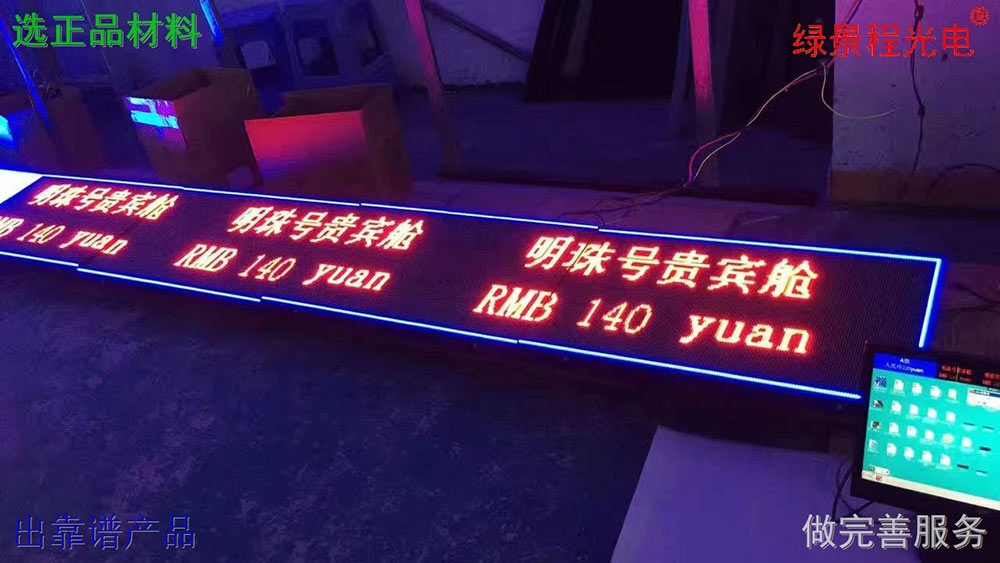 选正品材料
绿景程光电
明珠号贵宾舱
140 yuan
明珠号贵宾舱
RMB 140 yuan
明珠号贵宾舱
RMB 140 yuan
出靠谱产品
做完善服务